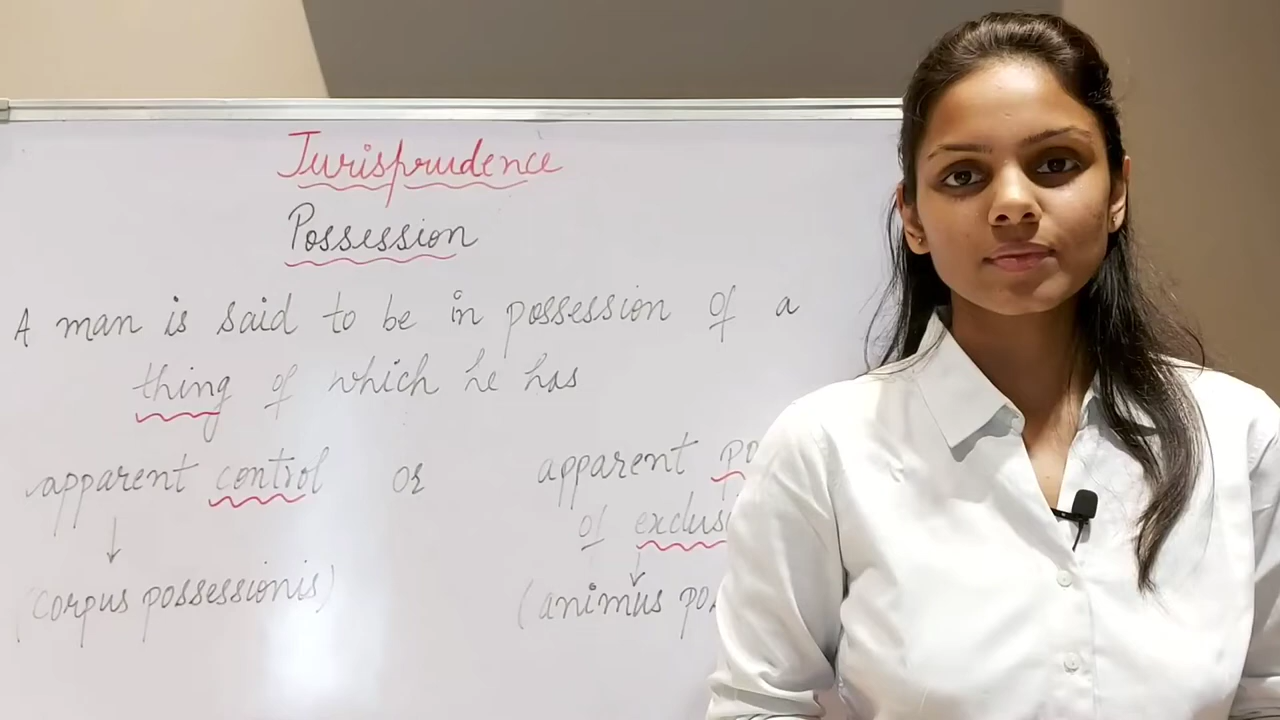 Jurisprudence
Possession
A man is said to be in possession of a
thing of which he has
apparent control or apparent
of
(corpus possessionis) (animus